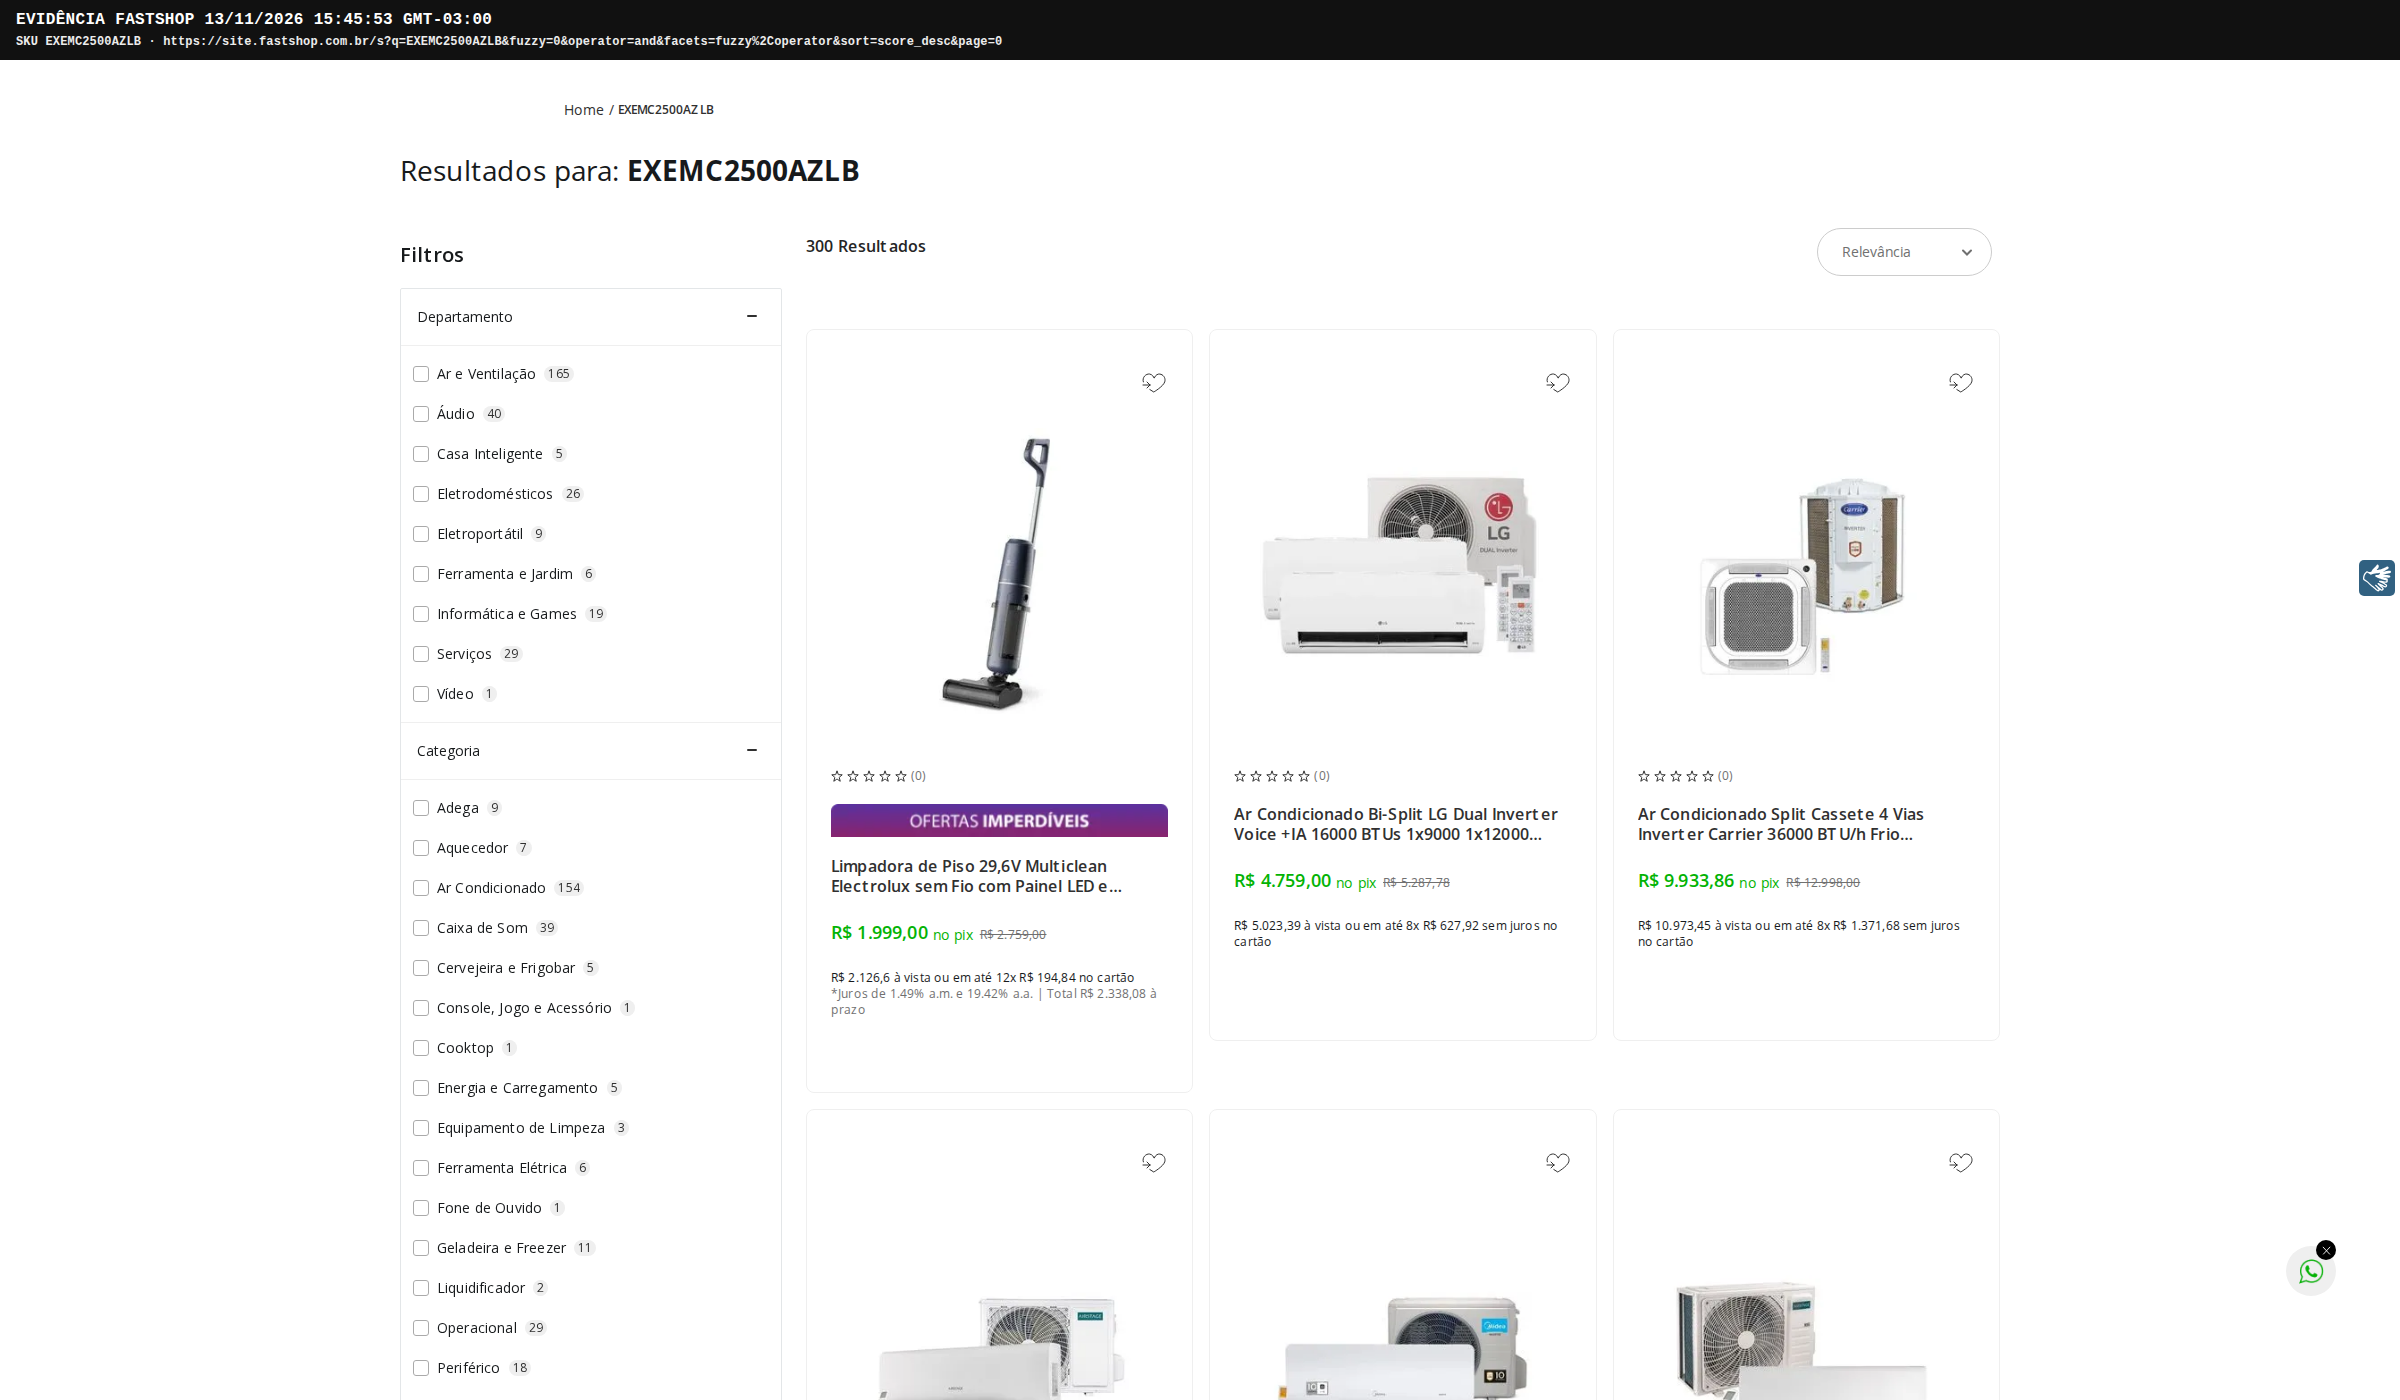 EVIDÊNCIA FASTSHOP 13/11/2026 15:45:53 GMT-03:00
SKU EXEMC2500AZLB · https://site.fastshop.com.br/s?q=EXEMC2500AZLB&fuzzy=0&operator=and&facets=fuzzy%2Coperator&sort=score_desc&page=0
Home / EXEMC2500AZLB
Resultados para: EXEMC2500AZLB
Filtros
300 Resultados
Relevância
Departamento
Ar e Ventilação 165
Áudio 40
Casa Inteligente 5
Eletrodomésticos 26
Eletroportátil 9
Ferramenta e Jardim 6
Informática e Games 19
Serviços 29
Vídeo 1
Categoria
Adega 9
Aquecedor 7
Ar Condicionado 154
Caixa de Som 39
Cervejeira e Frigobar 5
Console, Jogo e Acessório 1
Cooktop 1
Energia e Carregamento 5
Equipamento de Limpeza 3
Ferramenta Elétrica 6
Fone de Ouvido 1
Geladeira e Freezer 11
Liquidificador 2
Operacional 29
Periférico 18
(0)
OFERTAS IMPERDÍVEIS
Limpadora de Piso 29,6V Multiclean
Electrolux sem Fio com Painel LED e...
R$ 1.999,00 no pix R$ 2.759,00
R$ 2.126,6 à vista ou em até 12x R$ 194,84 no cartão
*Juros de 1.49% a.m. e 19.42% a.a. | Total R$ 2.338,08 à
prazo
LG
DUAL Inverter
(0)
Ar Condicionado Bi-Split LG Dual Inverter
Voice +IA 16000 BTUs 1x9000 1x12000...
R$ 4.759,00 no pix R$ 5.287,78
R$ 5.023,39 à vista ou em até 8x R$ 627,92 sem juros no
cartão
Carrier
(0)
Ar Condicionado Split Cassete 4 Vias
Inverter Carrier 36000 BTU/h Frio...
R$ 9.933,86 no pix R$ 12.998,00
R$ 10.973,45 à vista ou em até 8x R$ 1.371,68 sem juros
no cartão
Midea